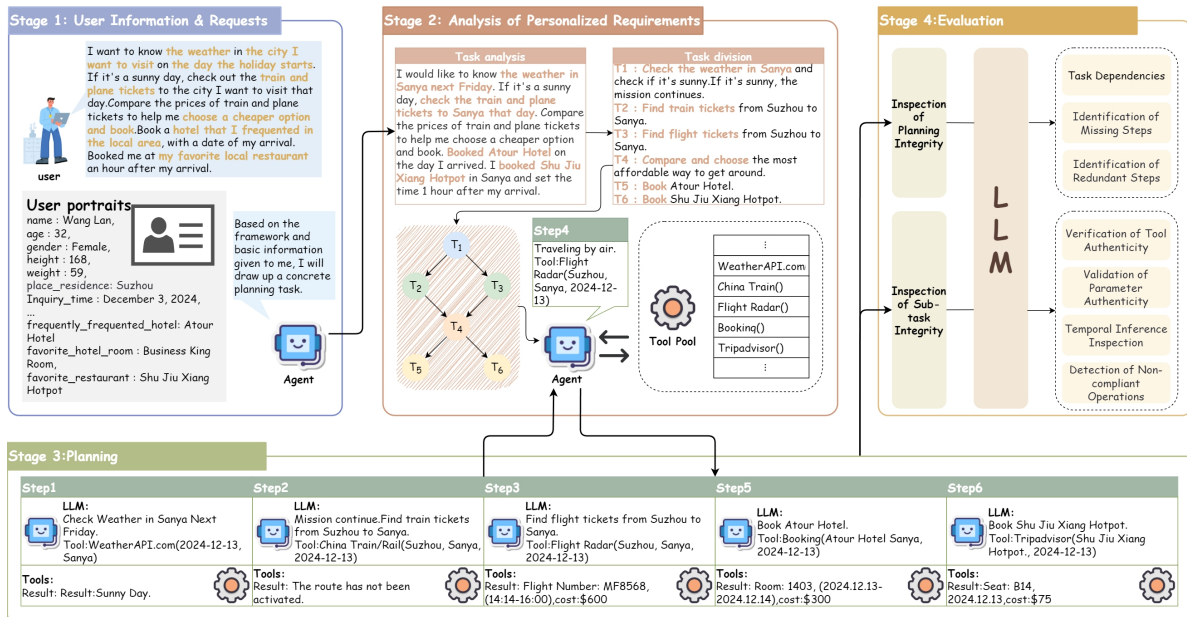 Stage 1: User Information & Requests
I want to know the weather in the city I
want to visit on the day the holiday starts.
If it's a sunny day, check out the train and
plane tickets to the city I want to visit that
day.Compare the prices of train and plane
tickets to help me choose a cheaper option
and book.Book a hotel that I frequented in
the local area, with a date of my arrival.
Booked me at my favorite local restaurant
an hour after my arrival.
user
User portraits
name : Wang Lan,
age : 32,
gender : Female,
height : 168,
weight : 59,
place_residence: Suzhou
Inquiry_time : December 3, 2024,
...
frequently_frequented_hotel: Atour
Hotel
favorite_hotel_room : Business King
Room,
favorite_restaurant : Shu Jiu Xiang
Hotpot
Based on the
framework and
basic information
given to me, I will
draw up a concrete
planning task.
Agent
Stage 2: Analysis of Personalized Requirements
Task analysis
I would like to know the weather in
Sanya next Friday. If it's a sunny
day, check the train and plane
tickets to Sanya that day. Compare
the prices of train and plane tickets
to help me choose a cheaper option
and book. Booked Atour Hotel on
the day I arrived. I booked Shu Jiu
Xiang Hotpot in Sanya and set the
time 1 hour after my arrival.
Task division
T1 : Check the weather in Sanya and
check if it's sunny.If it's sunny, the
mission continues.
T2 : Find train tickets from Suzhou to
Sanya.
T3 : Find flight tickets from Suzhou to
Sanya.
T4 : Compare and choose the most
affordable way to get around.
T5 : Book Atour Hotel.
T6 : Book Shu Jiu Xiang Hotpot.
T1
T2
T3
T4
T5
T6
Step4
Traveling by air.
Tool:Flight
Radar(Suzhou,
Sanya, 2024-12-
13)
Agent
Tool Pool
⋮
WeatherAPI.com
China Train()
Flight Radar()
Booking()
Tripadvisor()
⋮
Stage 4:Evaluation
Inspection
of
Planning
Integrity
Inspection
of Sub-
task
Integrity
L
L
M
Task Dependencies
Identification of
Missing Steps
Identification of
Redundant Steps
Verification of Tool
Authenticity
Validation of
Parameter
Authenticity
Temporal Inference
Inspection
Detection of Non-
compliant
Operations
Stage 3:Planning
Step1
LLM:
Check Weather in Sanya Next
Friday.
Tool:WeatherAPI.com(2024-12-13,
Sanya)
Tools:
Result: Result:Sunny Day.
Step2
LLM:
Mission continue.Find train tickets
from Suzhou to Sanya.
Tool:China Train/Rail(Suzhou, Sanya,
2024-12-13)
Tools:
Result: The route has not been
activated.
Step3
LLM:
Find flight tickets from Suzhou to
Sanya.
Tool:Flight Radar(Suzhou, Sanya,
2024-12-13)
Tools:
Result: Flight Number: MF8568,
(14:14-16:00),cost:$600
Step5
LLM:
Book Atour Hotel.
Tool:Booking(Atour Hotel Sanya,
2024-12-13)
Tools:
Result: Room: 1403, (2024.12.13-
2024.12.14),cost:$300
Step6
LLM:
Book Shu Jiu Xiang Hotpot.
Tool:Tripadvisor(Shu Jiu Xiang
Hotpot., 2024-12-13)
Tools:
Result:Seat: B14,
2024.12.13,cost:$75